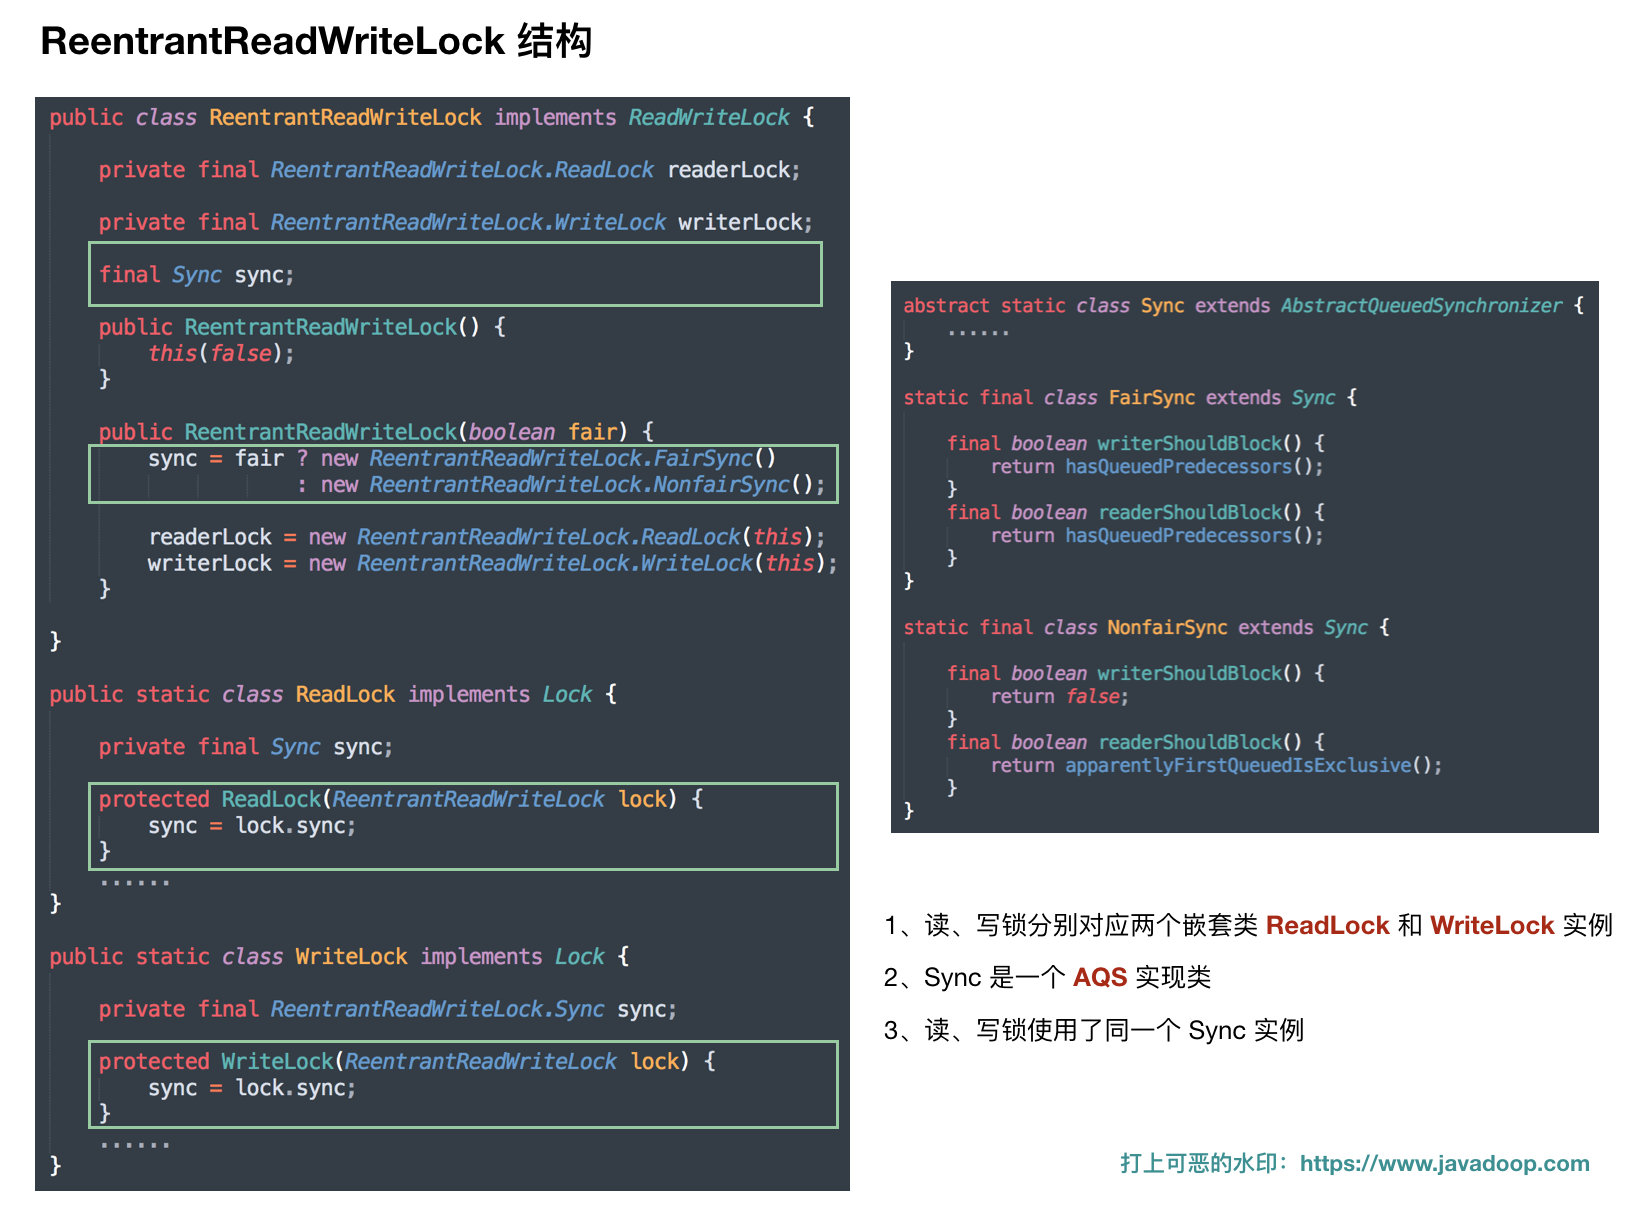 ReentrantReadWriteLock 结构
public class ReentrantReadWriteLock implements ReadWriteLock {
private final ReentrantReadWriteLock.ReadLock readerLock;
private final ReentrantReadWriteLock.WriteLock writerLock;
final Sync sync;
public ReentrantReadWriteLock() {
this(false);
}
public ReentrantReadWriteLock(boolean fair) {
sync = fair ? new ReentrantReadWriteLock.FairSync()
: new ReentrantReadWriteLock.NonfairSync();
readerLock = new ReentrantReadWriteLock.ReadLock(this);
writerLock = new ReentrantReadWriteLock.WriteLock(this);
}
}
public static class ReadLock implements Lock {
private final Sync sync;
protected ReadLock(ReentrantReadWriteLock lock) {
sync = lock.sync;
}
......
}
public static class WriteLock implements Lock {
private final ReentrantReadWriteLock.Sync sync;
protected WriteLock(ReentrantReadWriteLock lock) {
sync = lock.sync;
}
......
}
abstract static class Sync extends AbstractQueuedSynchronizer {
......
}
static final class FairSync extends Sync {
final boolean writerShouldBlock() {
return hasQueuedPredecessors();
}
final boolean readerShouldBlock() {
return hasQueuedPredecessors();
}
}
static final class NonfairSync extends Sync {
final boolean writerShouldBlock() {
return false;
}
final boolean readerShouldBlock() {
return apparentlyFirstQueuedIsExclusive();
}
}
1、读、写锁分别对应两个嵌套类 ReadLock 和 WriteLock 实例
2、Sync 是一个 AQS 实现类
3、读、写锁使用了同一个 Sync 实例
打上可恶的水印：https://www.javadoop.com